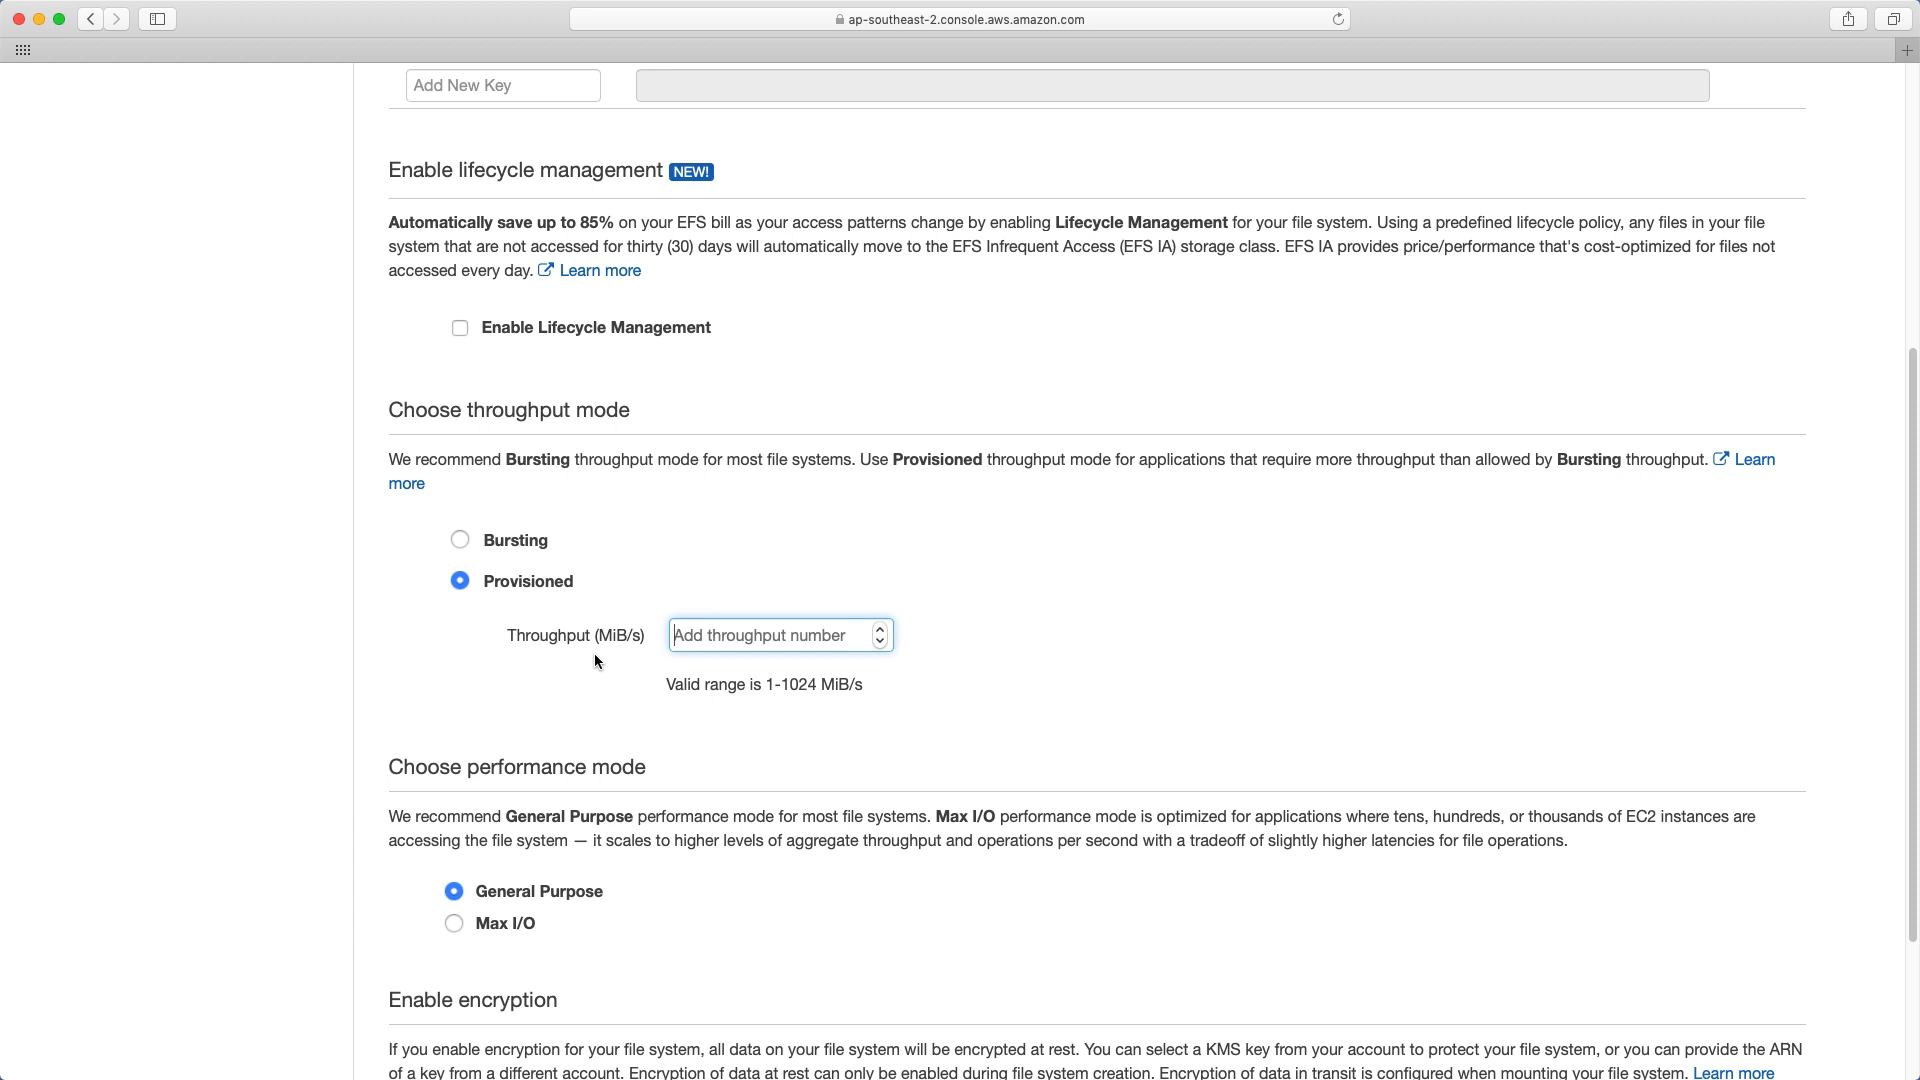 ap-southeast-2.console.aws.amazon.com
Add New Key
Enable lifecycle management NEW!
Automatically save up to 85% on your EFS bill as your access patterns change by enabling Lifecycle Management for your file system. Using a predefined lifecycle policy, any files in your file
system that are not accessed for thirty (30) days will automatically move to the EFS Infrequent Access (EFS IA) storage class. EFS IA provides price/performance that's cost-optimized for files not
accessed every day. Learn more
Enable Lifecycle Management
Choose throughput mode
We recommend Bursting throughput mode for most file systems. Use Provisioned throughput mode for applications that require more throughput than allowed by Bursting throughput. Learn
more
Bursting
Provisioned
Throughput (MiB/s) Add throughput number
Valid range is 1-1024 MiB/s
Choose performance mode
We recommend General Purpose performance mode for most file systems. Max I/O performance mode is optimized for applications where tens, hundreds, or thousands of EC2 instances are
accessing the file system — it scales to higher levels of aggregate throughput and operations per second with a tradeoff of slightly higher latencies for file operations.
General Purpose
Max I/O
Enable encryption
If you enable encryption for your file system, all data on your file system will be encrypted at rest. You can select a KMS key from your account to protect your file system, or you can provide the ARN
of a key from a different account. Encryption of data at rest can only be enabled during file system creation. Encryption of data in transit is configured when mounting your file system. Learn more